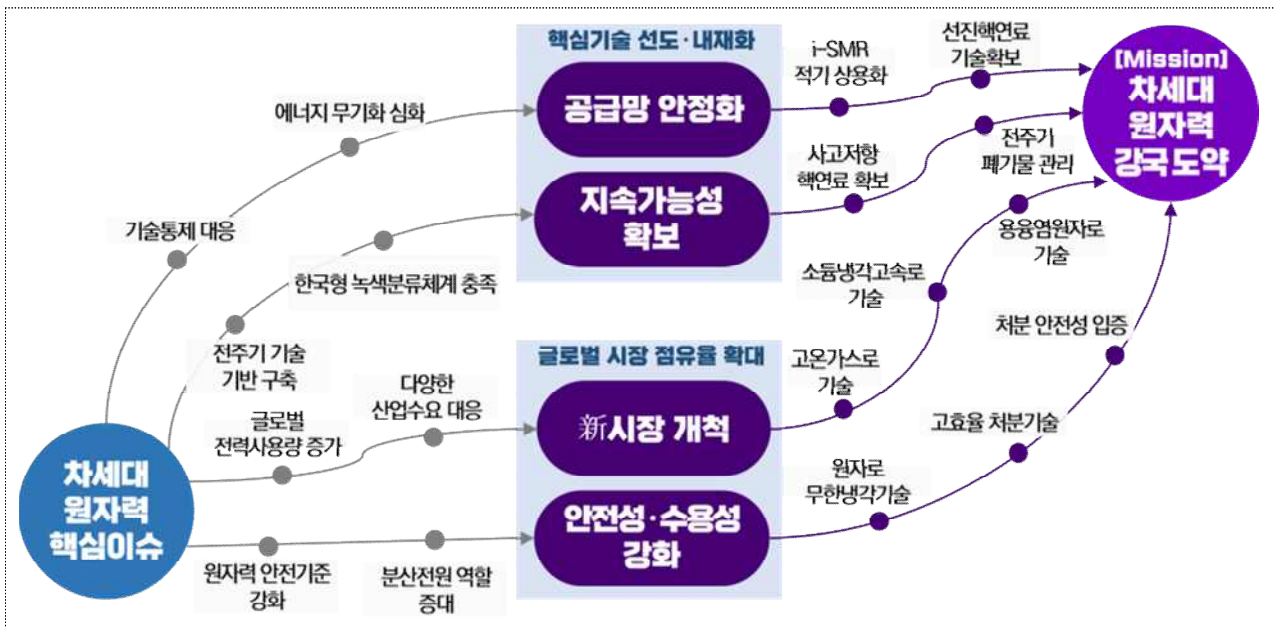 차세대
원자력
핵심이슈
기술통제 대응
에너지 무기화 심화
전주기 기술
기반 구축
한국형 녹색분류체계 충족
글로벌
전력사용량 증가
다양한
산업수요 대응
원자력 안전기준
강화
분산전원 역할
증대
핵심기술 선도·내재화
공급망 안정화
지속가능성
확보
글로벌 시장 점유율 확대
新시장 개척
안전성·수용성
강화
i-SMR
적기 상용화
선진핵연료
기술확보
사고저항
핵연료 확보
전주기
폐기물 관리
고온가스로
기술
소듐냉각고속로
기술
용융염원자로
기술
원자로
무한냉각기술
고효율 처분기술
처분 안전성 입증
[Mission]
차세대
원자력
강국 도약